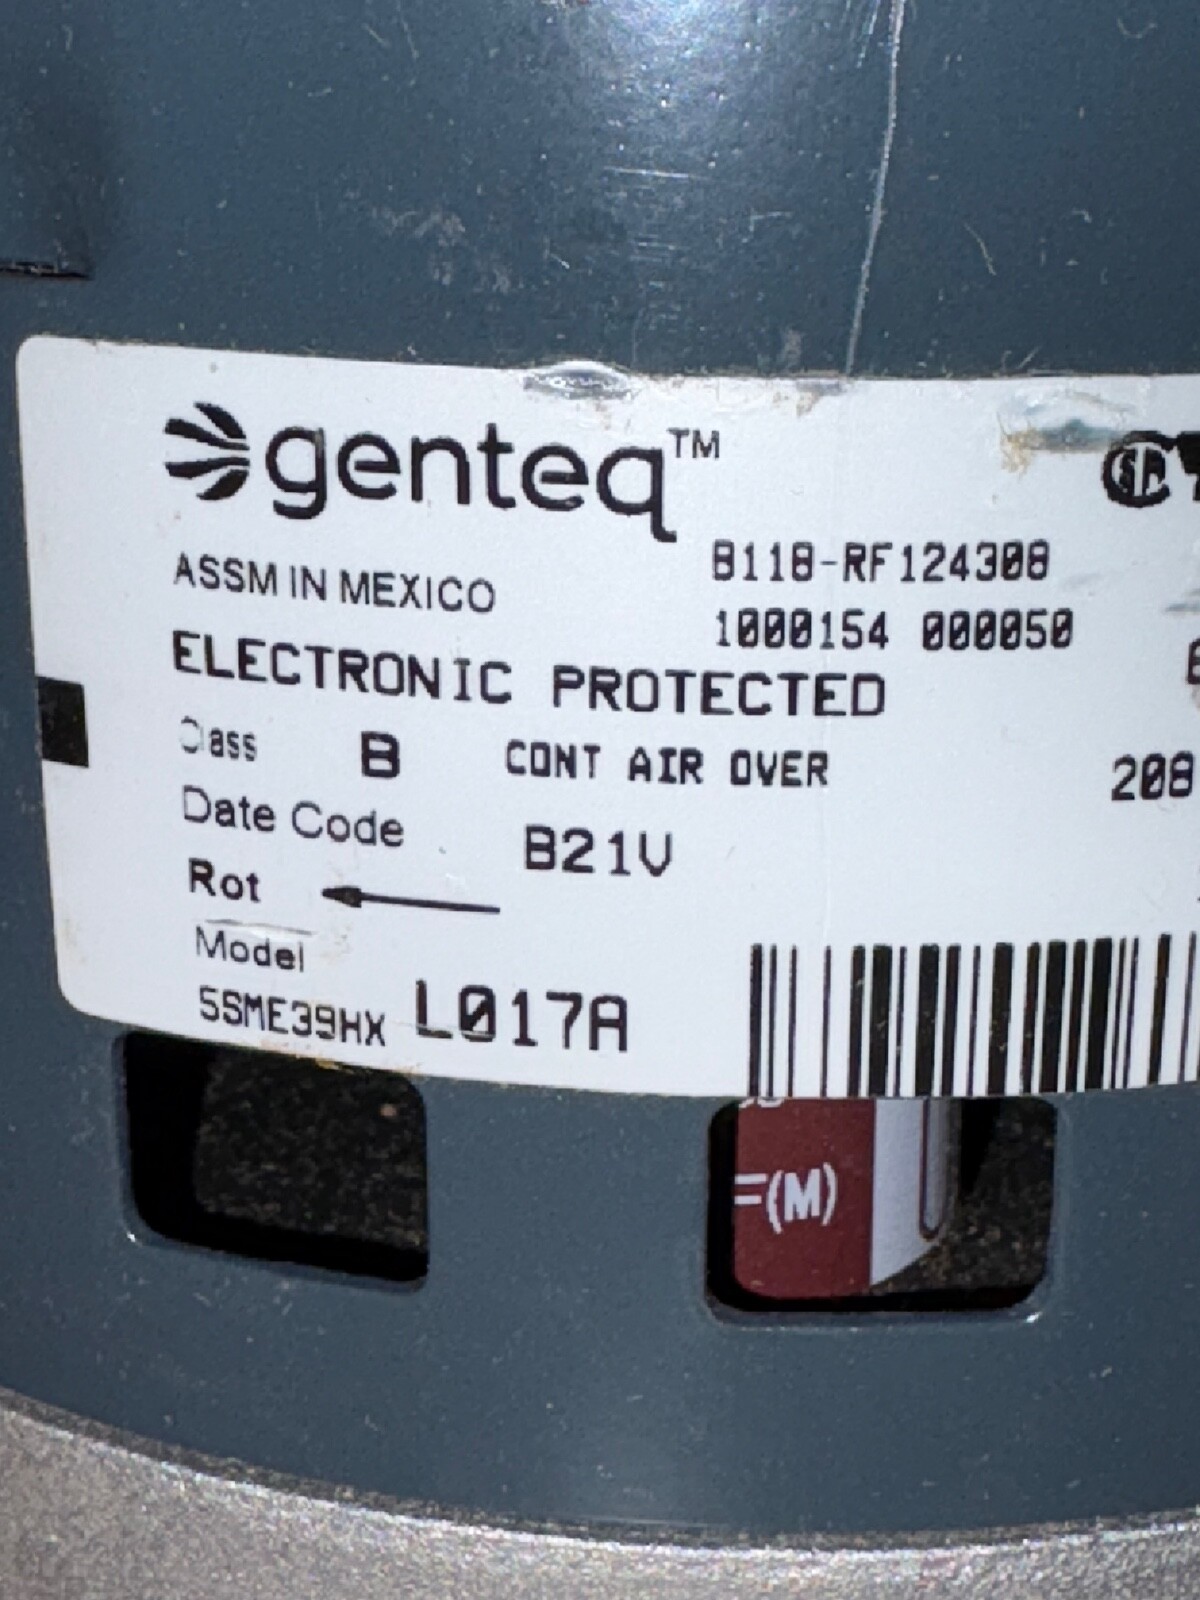 genteq™
ASSM IN MEXICO
8118-RF124308
1000154 000050
ELECTRONIC PROTECTED
Class B CONT AIR OVER
208
Date Code B21V
Rot
Model
5SME39HX L017A
=(M)